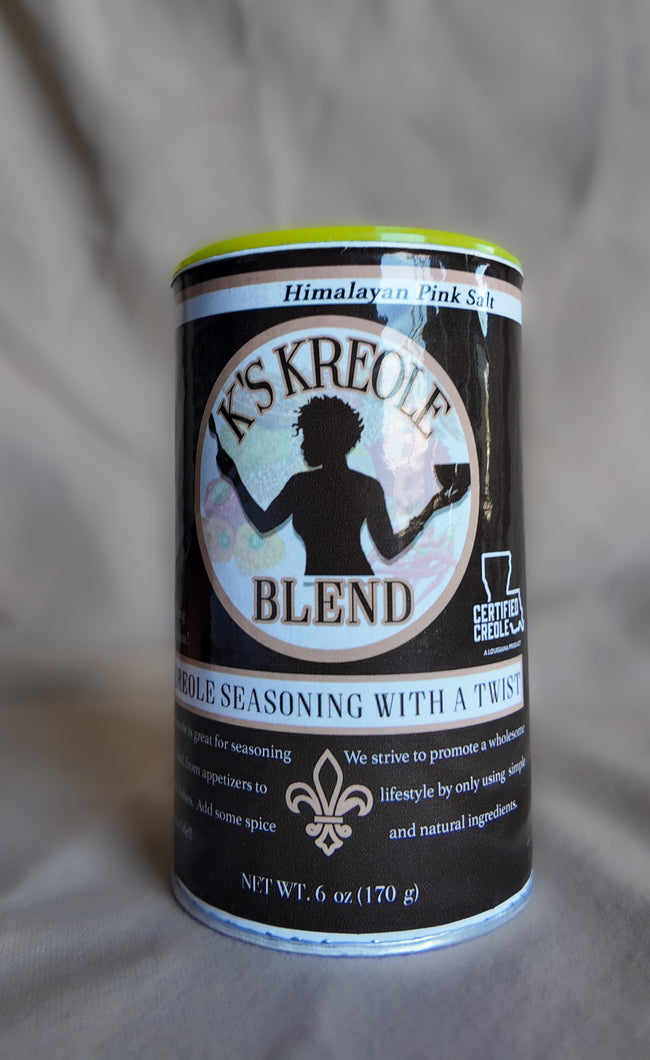 Himalayan Pink Salt
K'S KREOLE
BLEND
CERTIFIED
CREOLE
A LOUISIANA PRODUCT
SEASONING WITH A TWIST
is great for seasoning
from appetizers to
Add some spice
We strive to promote a wholesome
lifestyle by only using simple
and natural ingredients.
NET WT. 6 oz (170 g)